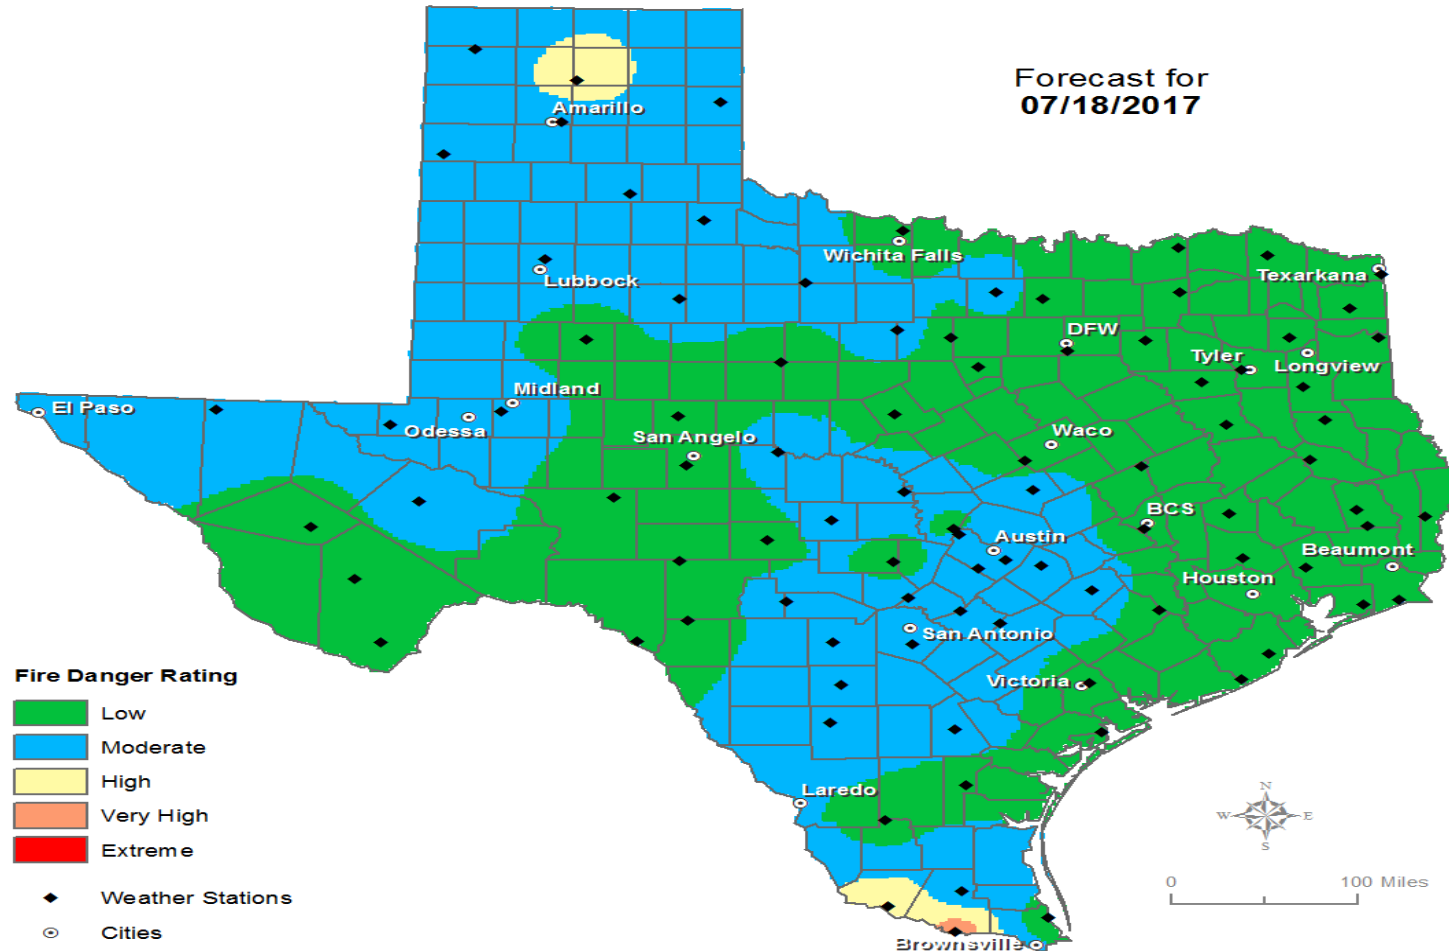 Forecast for
07/18/2017
Amarillo
Wichita Falls
Lubbock
Texarkana
DFW
Tyler
Longview
Midland
El Paso
Odessa
San Angelo
Waco
BCS
Austin
Beaumont
Houston
San Antonio
Victoria
Laredo
Brownsville
Fire Danger Rating
Low
Moderate
High
Very High
Extreme
Weather Stations
Cities
N
W E
S
0 100 Miles